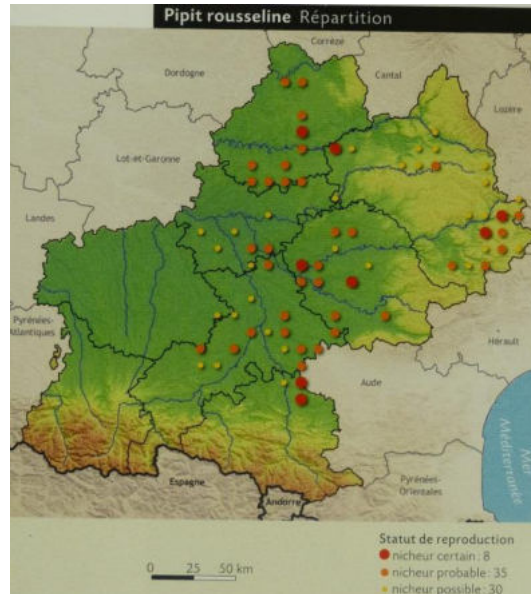 Pipit rousseline Répartition
Corrèze
Dordogne
Cantal
Lozère
Lot-et-Garonne
Landes
Pyrénées-
Atlantiques
Hérault
Aude
Mer
Méditerranée
Espagne
Pyrénées-
Orientales
Andorre
Statut de reproduction
nicheur certain : 8
nicheur probable : 35
nicheur possible : 30
0 25 50 km